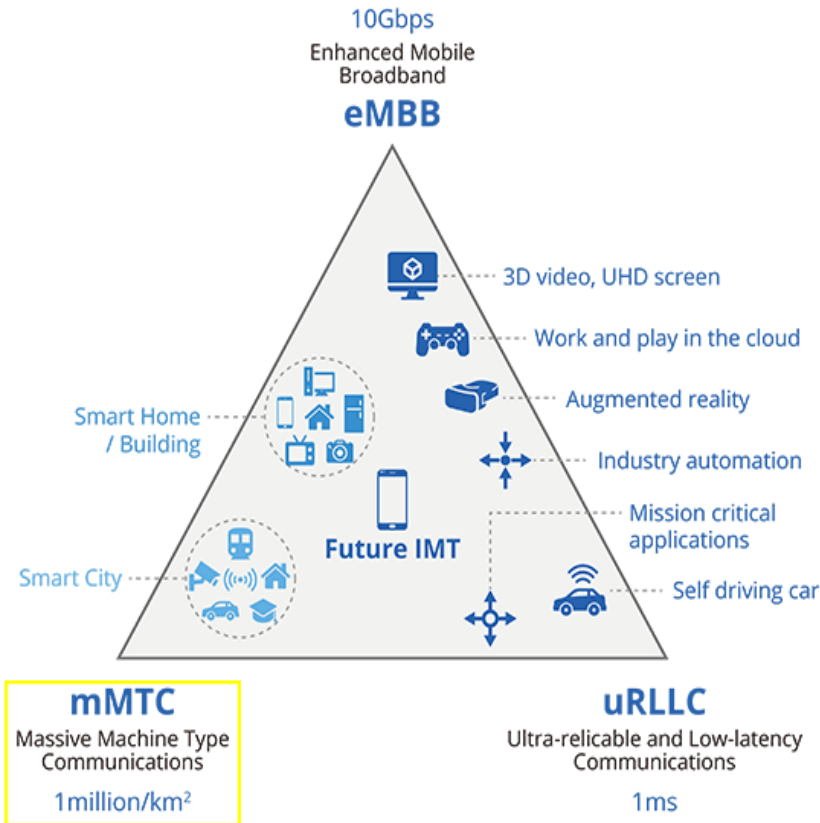 10Gbps
Enhanced Mobile
Broadband
eMBB
3D video, UHD screen
Work and play in the cloud
Augmented reality
Smart Home
/ Building
Industry automation
Mission critical
applications
Future IMT
Smart City
Self driving car
mMTC
Massive Machine Type
Communications
1million/km²
uRLLC
Ultra-relicable and Low-latency
Communications
1ms